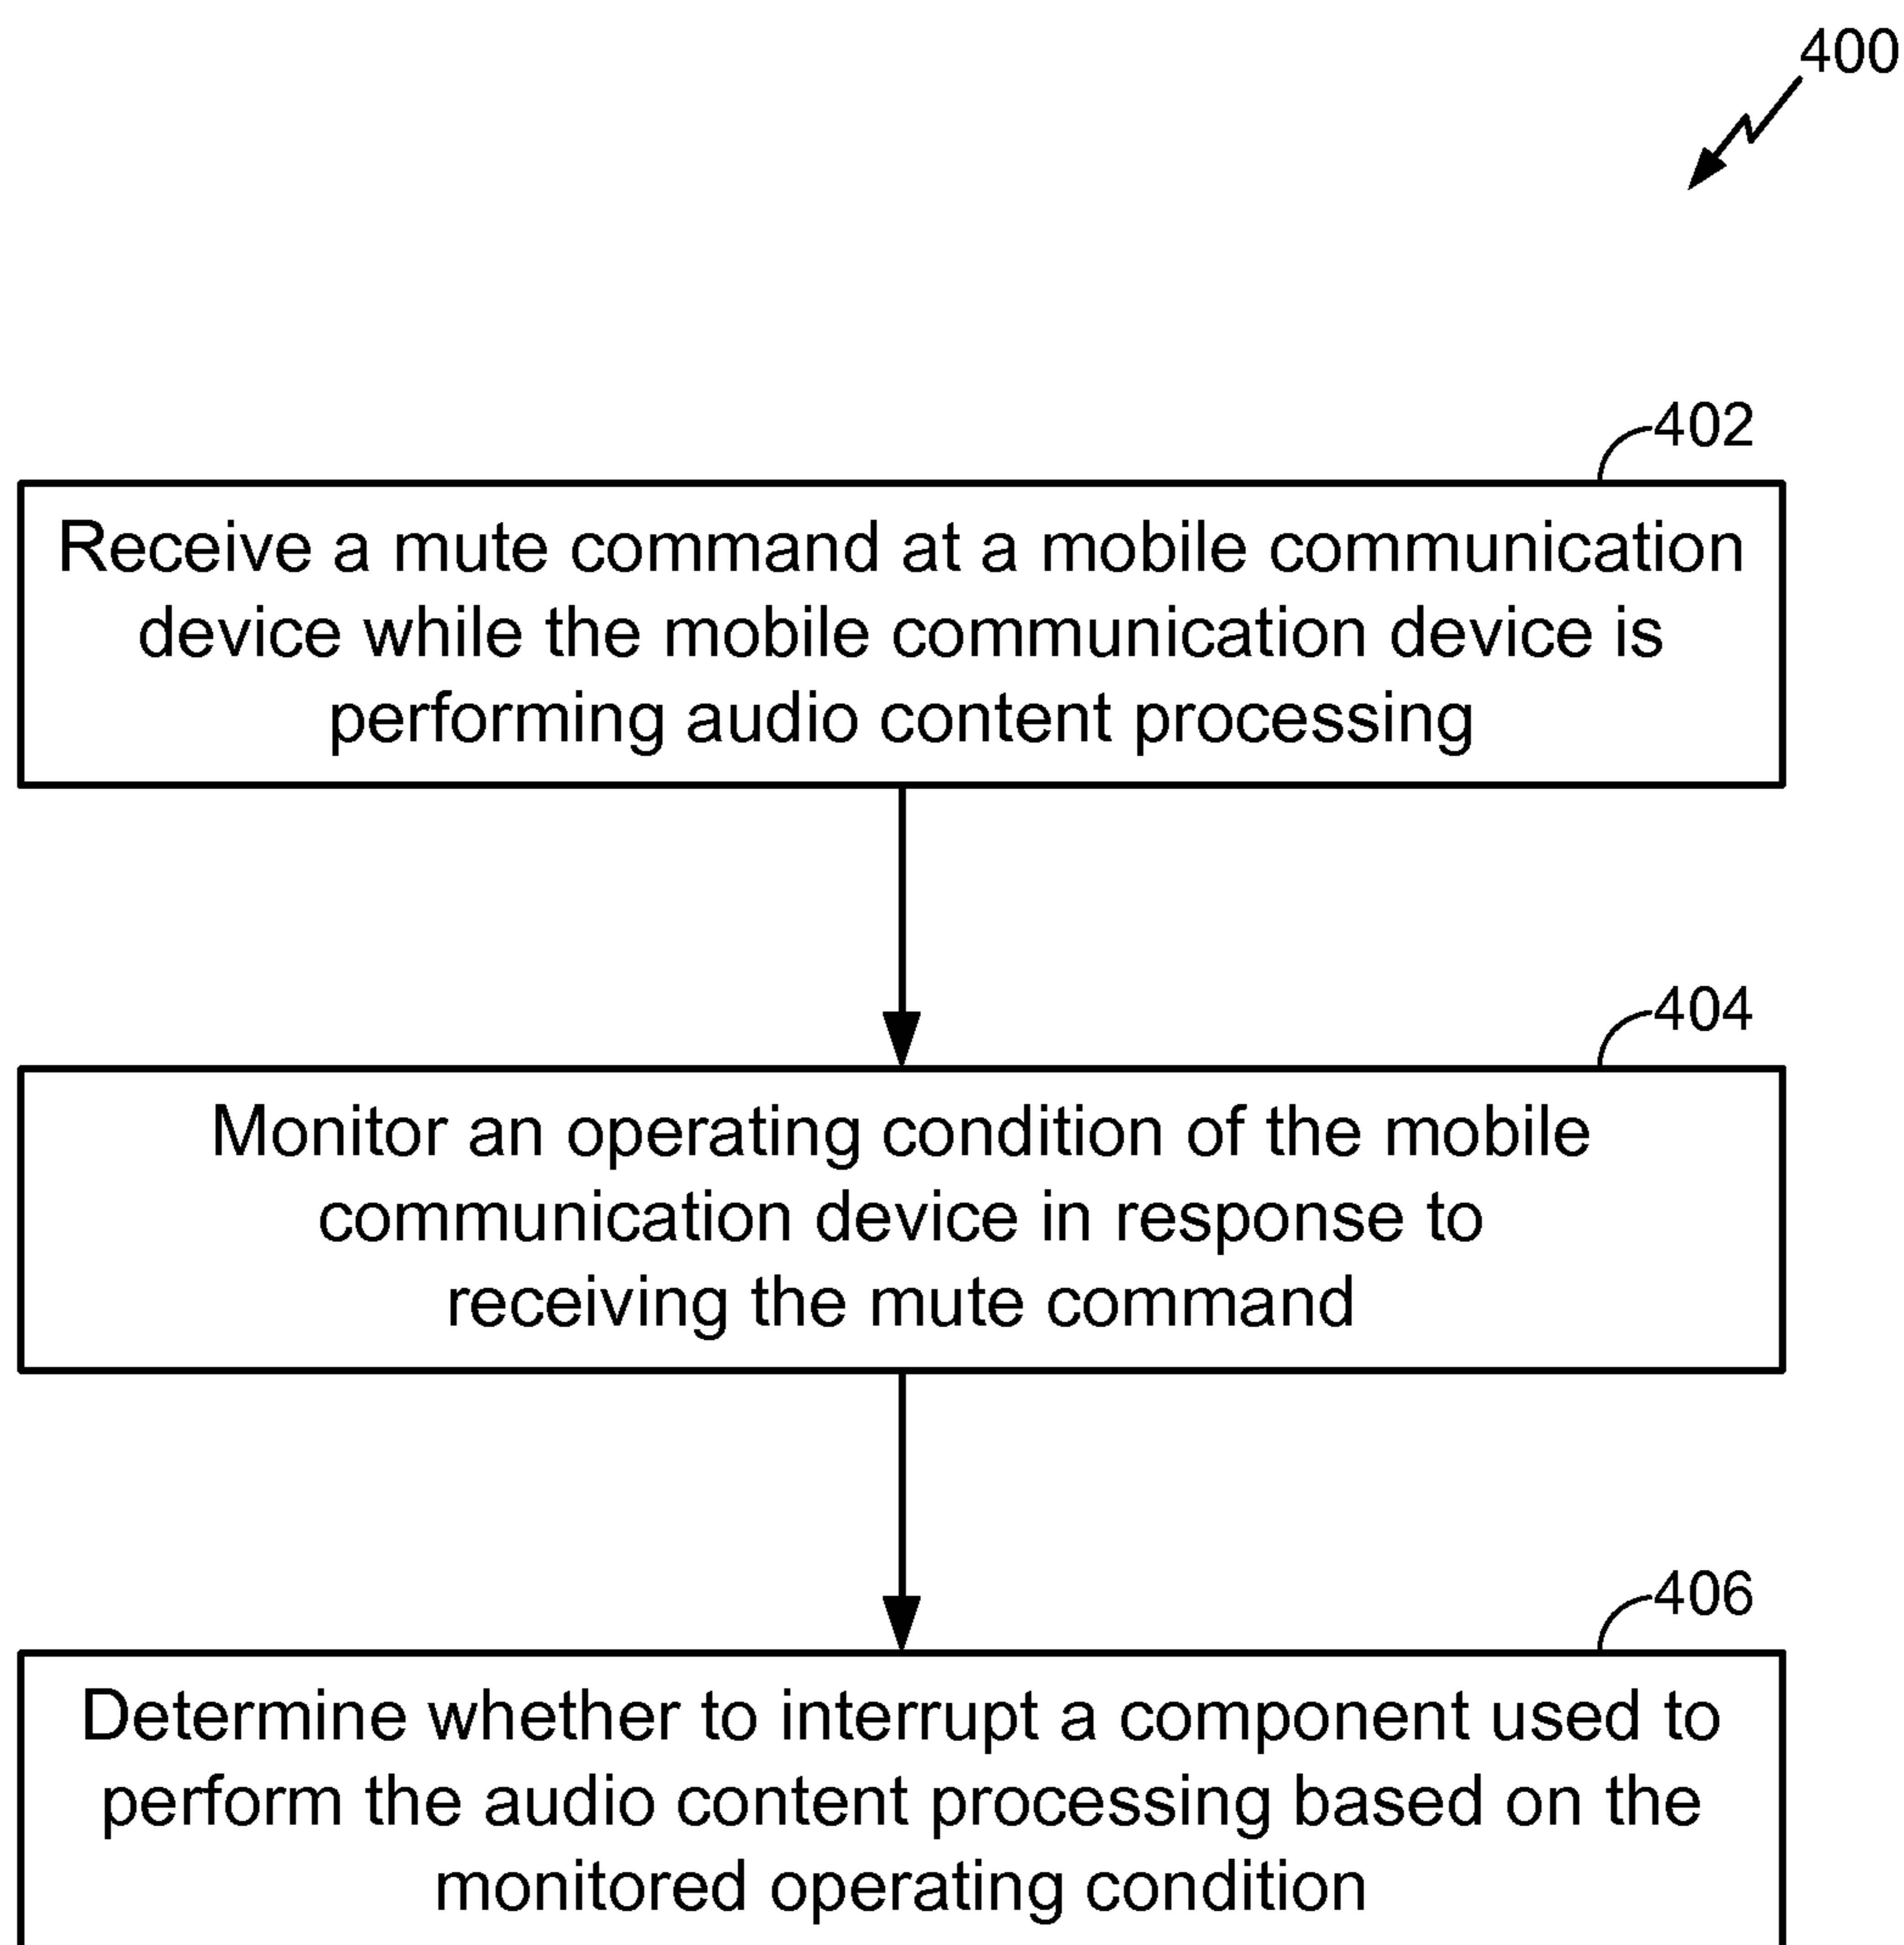 400
402
Receive a mute command at a mobile communication
device while the mobile communication device is
performing audio content processing
404
Monitor an operating condition of the mobile
communication device in response to
receiving the mute command
406
Determine whether to interrupt a component used to
perform the audio content processing based on the
monitored operating condition